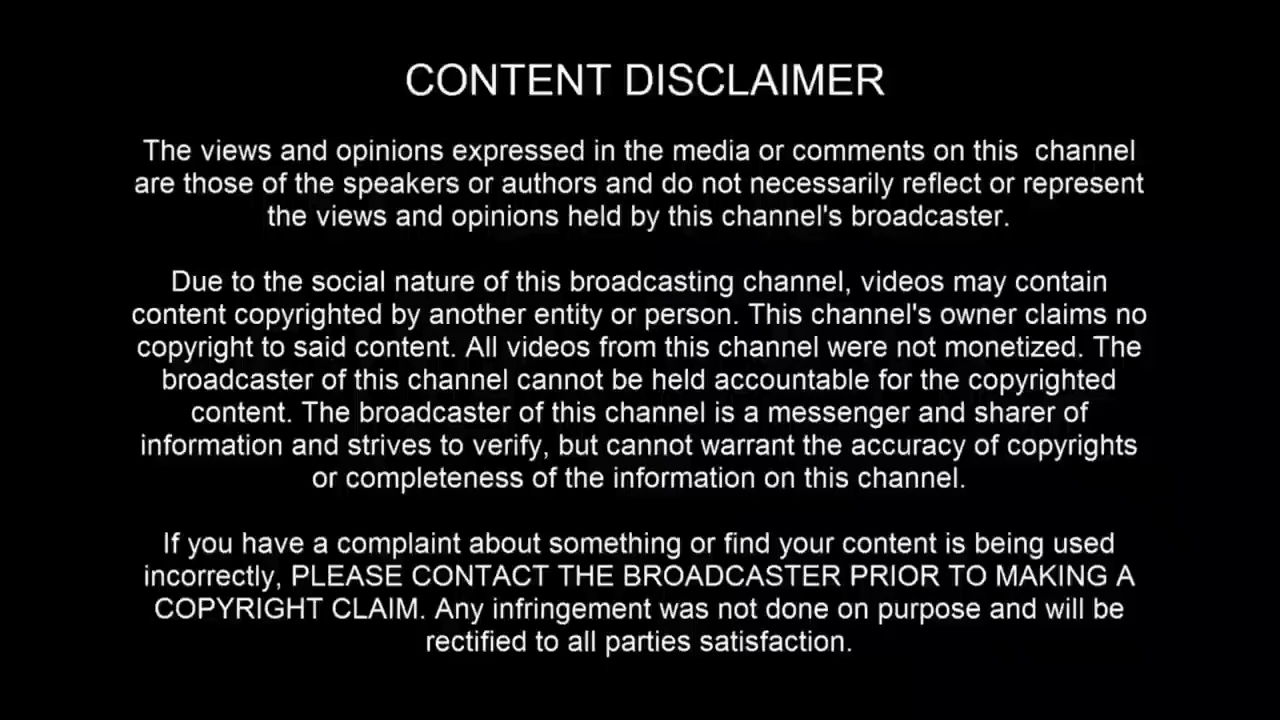 CONTENT DISCLAIMER
The views and opinions expressed in the media or comments on this  channel
are those of the speakers or authors and do not necessarily reflect or represent
the views and opinions held by this channel's broadcaster.
Due to the social nature of this broadcasting channel, videos may contain
content copyrighted by another entity or person. This channel's owner claims no
copyright to said content. All videos from this channel were not monetized. The
broadcaster of this channel cannot be held accountable for the copyrighted
content. The broadcaster of this channel is a messenger and sharer of
information and strives to verify, but cannot warrant the accuracy of copyrights
or completeness of the information on this channel.
If you have a complaint about something or find your content is being used
incorrectly, PLEASE CONTACT THE BROADCASTER PRIOR TO MAKING A
COPYRIGHT CLAIM. Any infringement was not done on purpose and will be
rectified to all parties satisfaction.